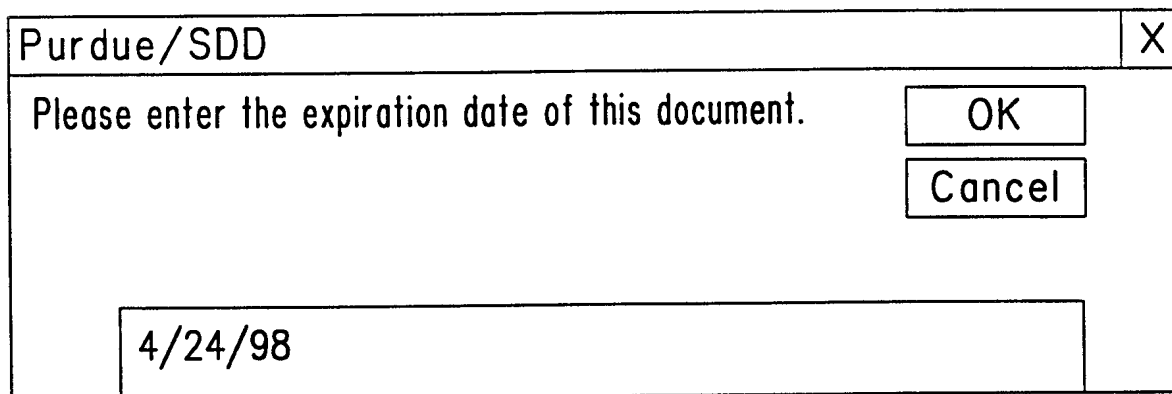 Purdue/SDD X
Please enter the expiration date of this document.
OK
Cancel
4/24/98